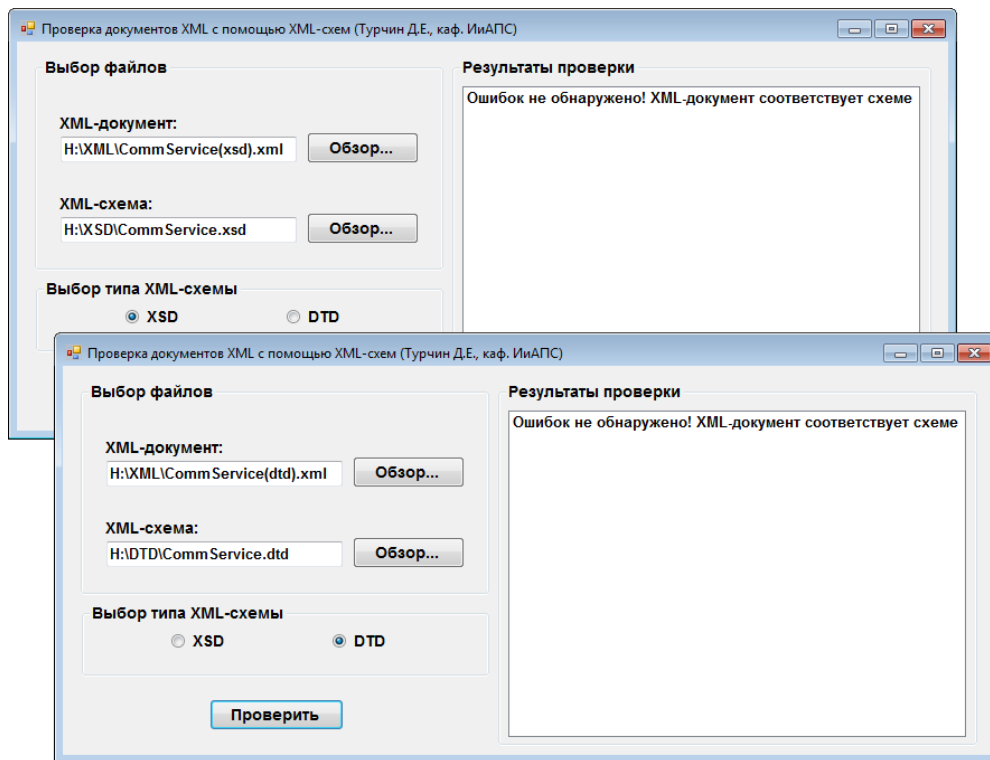 Проверка документов XML с помощью XML-схем (Турчин Д.Е., каф. ИиАПС)
Выбор файлов
XML-документ:
H:\XML\CommService(xsd).xml
Обзор...
XML-схема:
H:\XSD\CommService.xsd
Обзор...
Выбор типа XML-схемы
XSD
DTD
Результаты проверки
Ошибок не обнаружено! XML-документ соответствует схеме
Проверка документов XML с помощью XML-схем (Турчин Д.Е., каф. ИиАПС)
Выбор файлов
XML-документ:
H:\XML\CommService(dtd).xml
Обзор...
XML-схема:
H:\DTD\CommService.dtd
Обзор...
Выбор типа XML-схемы
XSD
DTD
Проверить
Результаты проверки
Ошибок не обнаружено! XML-документ соответствует схеме